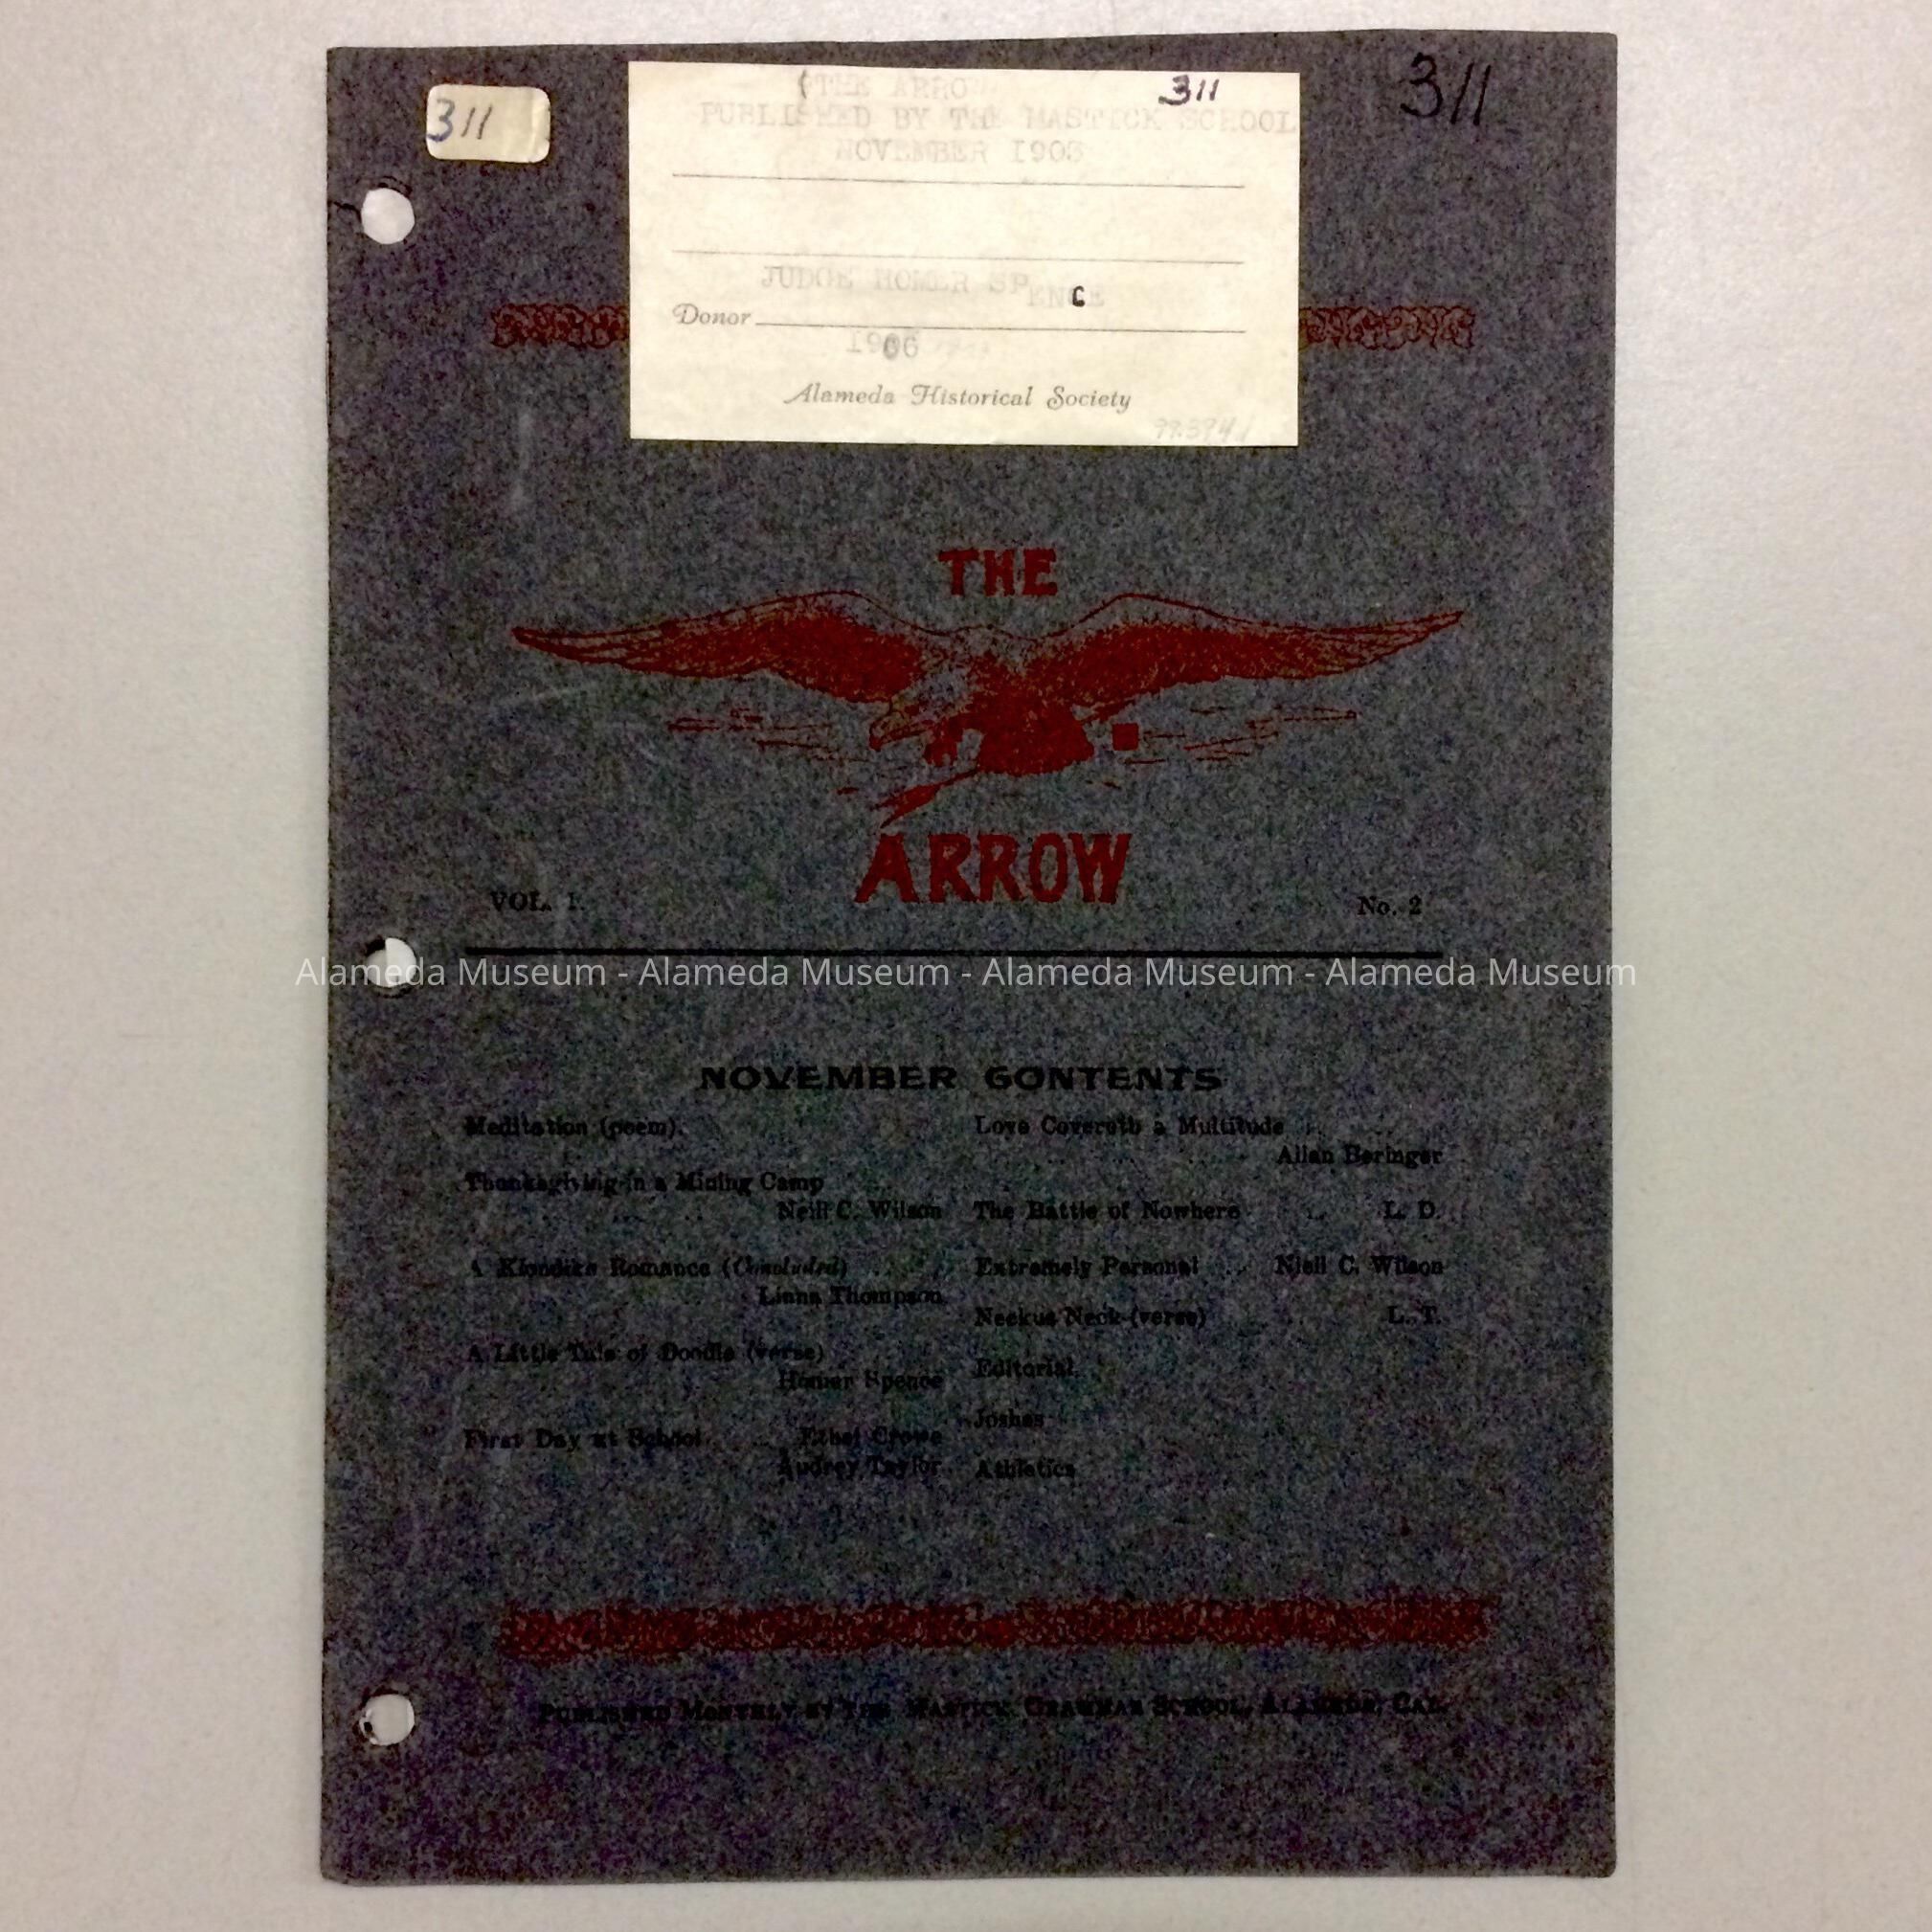 311
311
311
THE ARROW
PUBLISHED BY THE MASTICK SCHOOL
NOVEMBER
JUDGE HOMER SPENCE
Donor
Alameda Historical Society
THE
ARROW
VOL. 1.
No. 2
Alameda Museum - Alameda Museum - Alameda Museum - Alameda Museum
NOVEMBER CONTENTS
Meditation (poem).
Thanksgiving in a Mining Camp
Neill C. Wilson
A Klondike Romance (Concluded)
Liana Thompson
A Little Tale of Doodle (verse)
Homer Spence
First Day at School
Ethel Crowe
Audrey Taylor
Love Covereth a Multitude
Allan Beringer
The Battle of Nowhere L. D.
Extremely Personal Niell C. Wilson
Neekus Neck (verse) L. T.
Editorial
Joshes
Athletics
PUBLISHED MONTHLY BY THE MASTICK GRAMMAR SCHOOL, ALAMEDA, CAL.